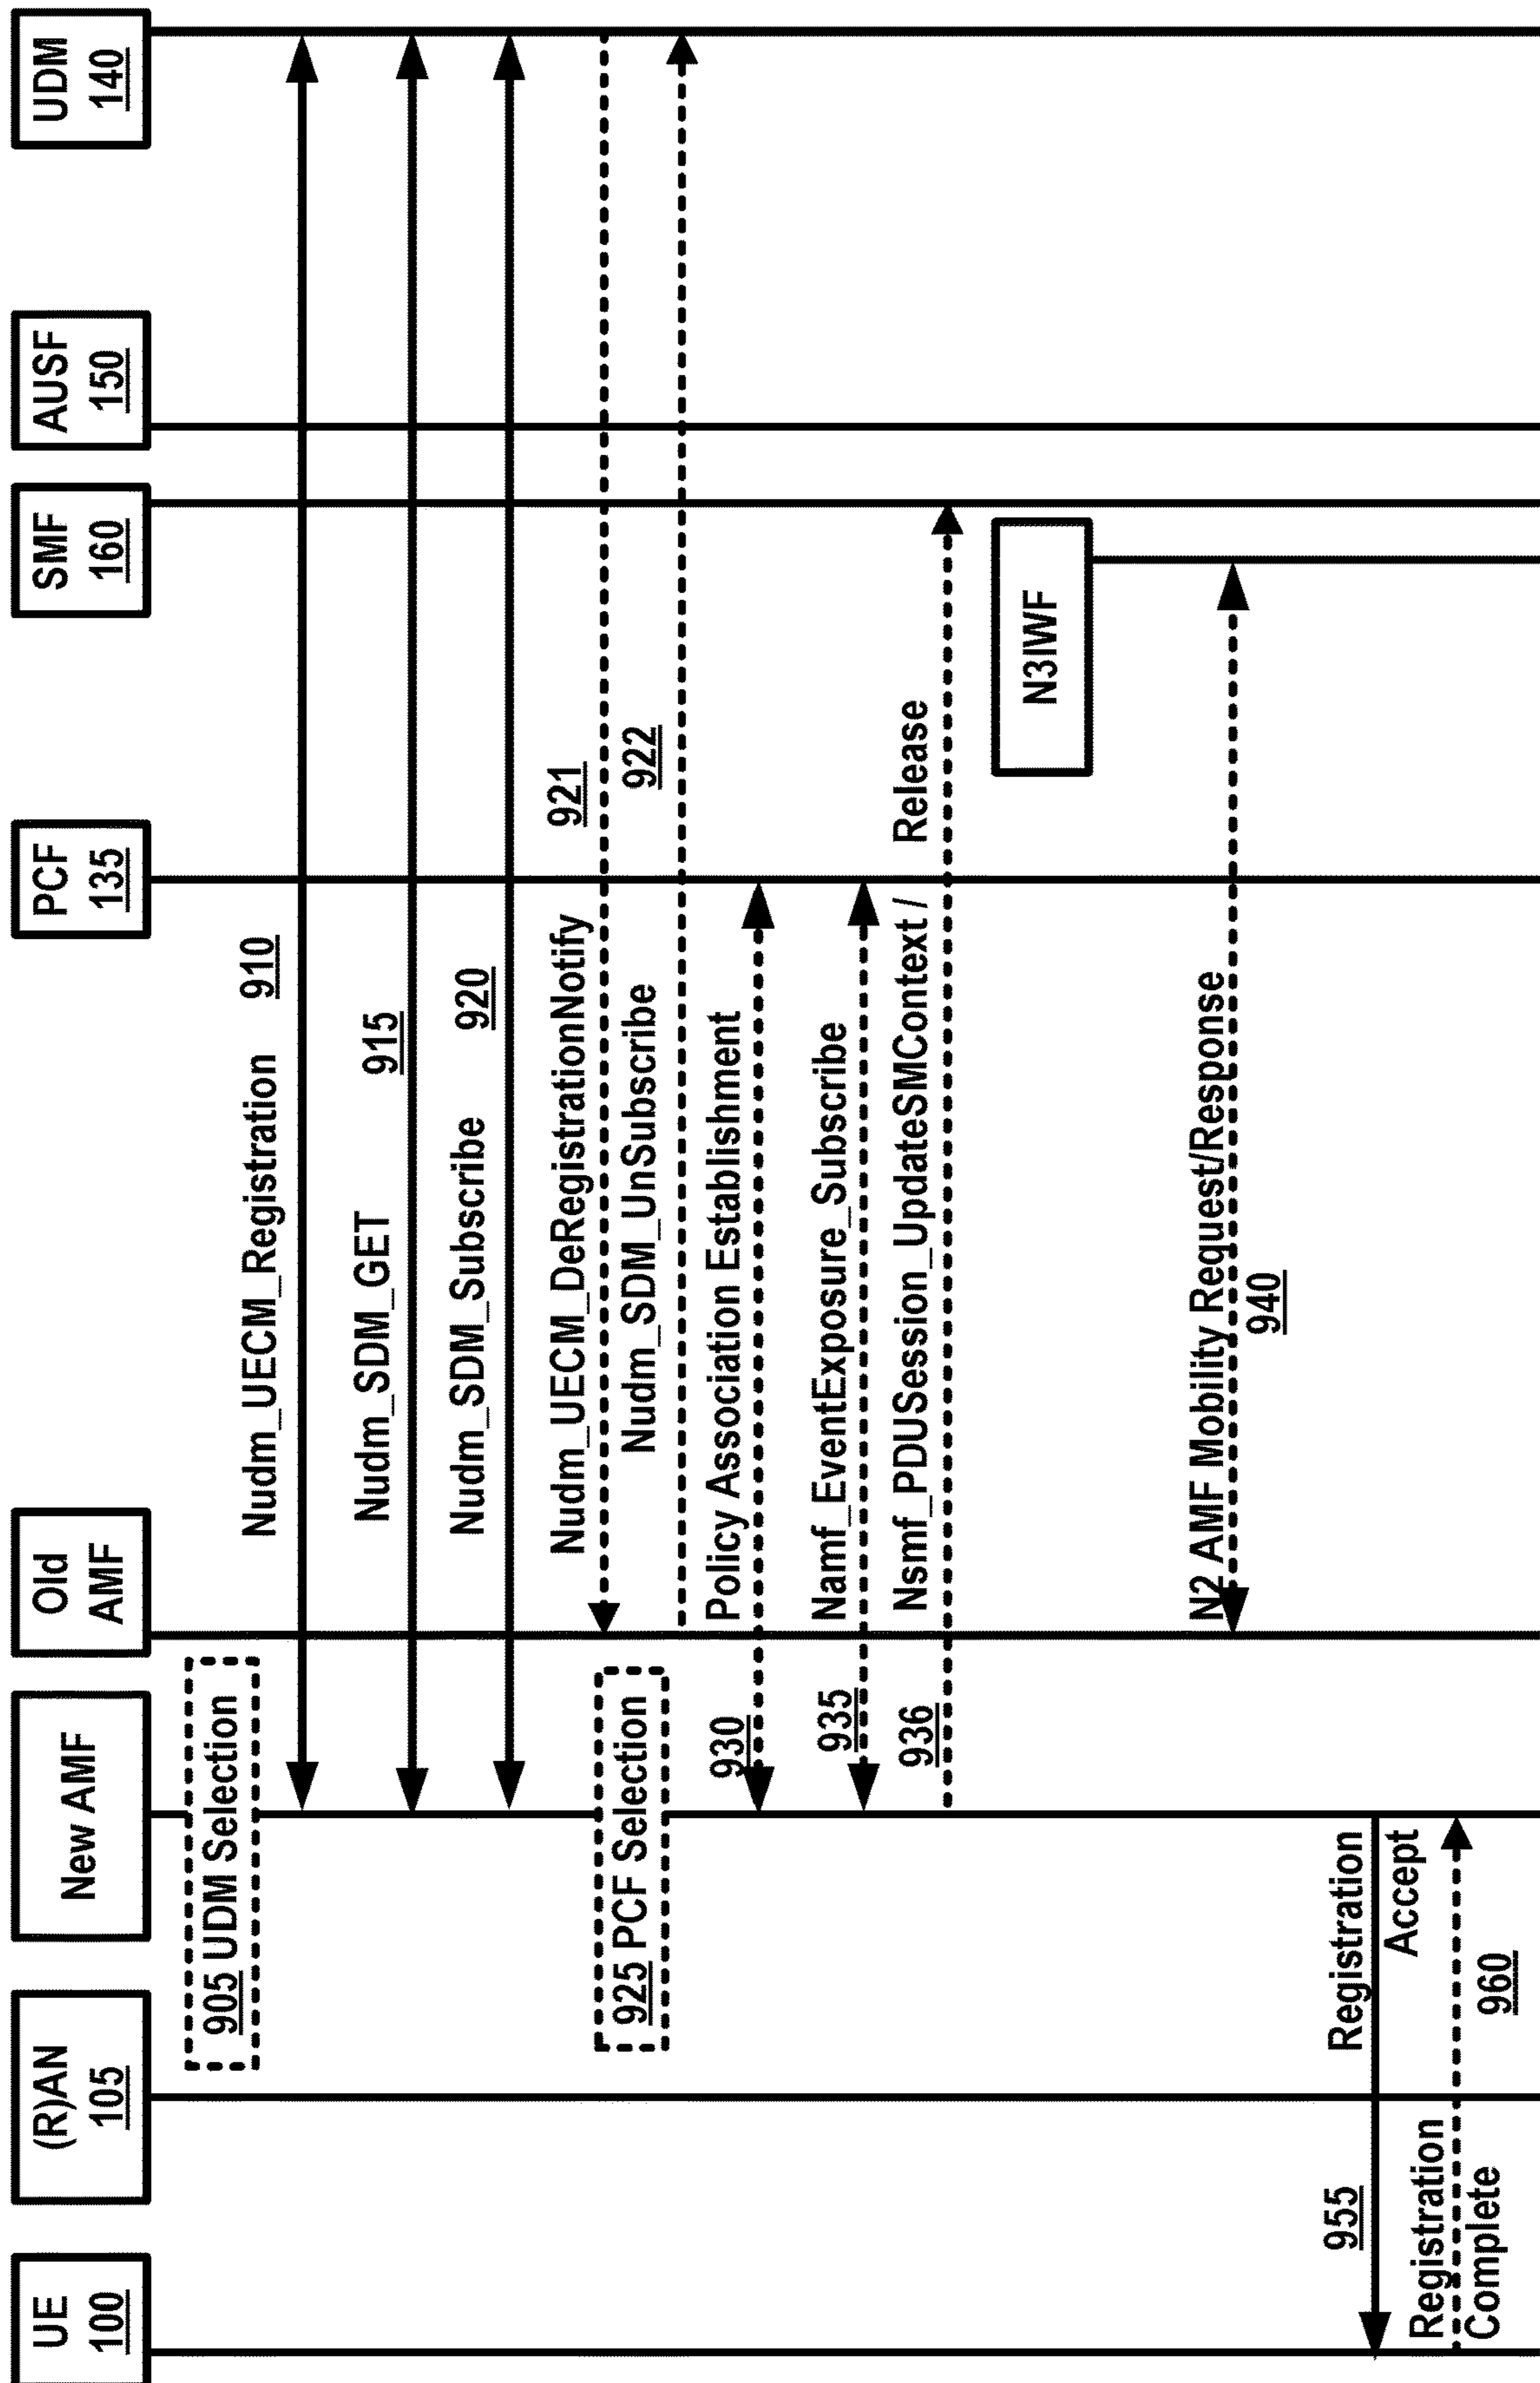 UE
100
(R)AN
105
New AMF
Old
AMF
PCF
135
SMF
160
AUSF
150
UDM
140
905 UDM Selection
Nudm_UECM_Registration 910
Nudm_SDM_GET 915
Nudm_SDM_Subscribe 920
Nudm_UECM_DeRegistrationNotify 921
925 PCF Selection
Nudm_SDM_UnSubscribe 922
930
Policy Association Establishment
935
Namf_EventExposure_Subscribe
936
Nsmf_PDUSession_UpdateSMContext / Release
N3IWF
N2 AMF Mobility Request/Response
940
955
Registration
Accept
Registration
Complete
960